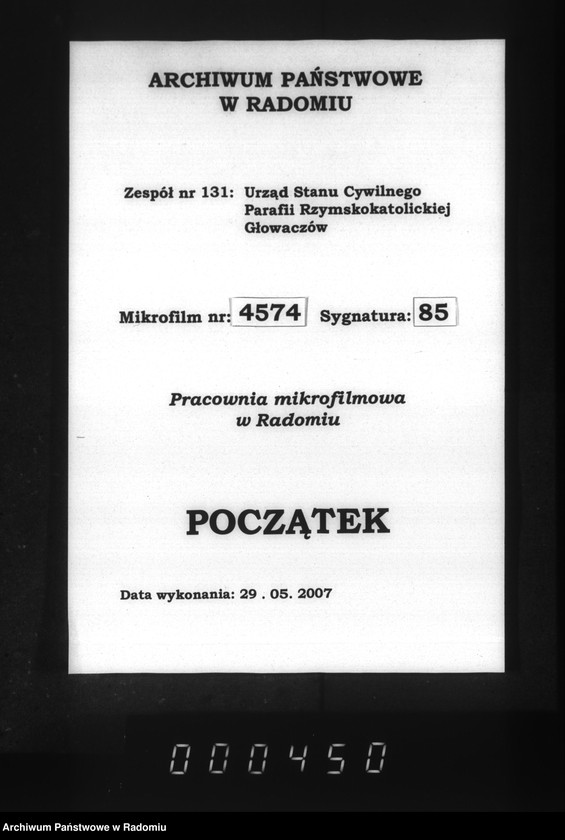 ARCHIWUM PAŃSTWOWE
W RADOMIU
Zespół nr 131: Urząd Stanu Cywilnego
Parafii Rzymskokatolickiej
Głowaczów
Mikrofilm nr: 4574 Sygnatura: 85
Pracownia mikrofilmowa
w Radomiu
POCZĄTEK
Data wykonania: 29 . 05. 2007
000450
Archiwum Państwowe w Radomiu